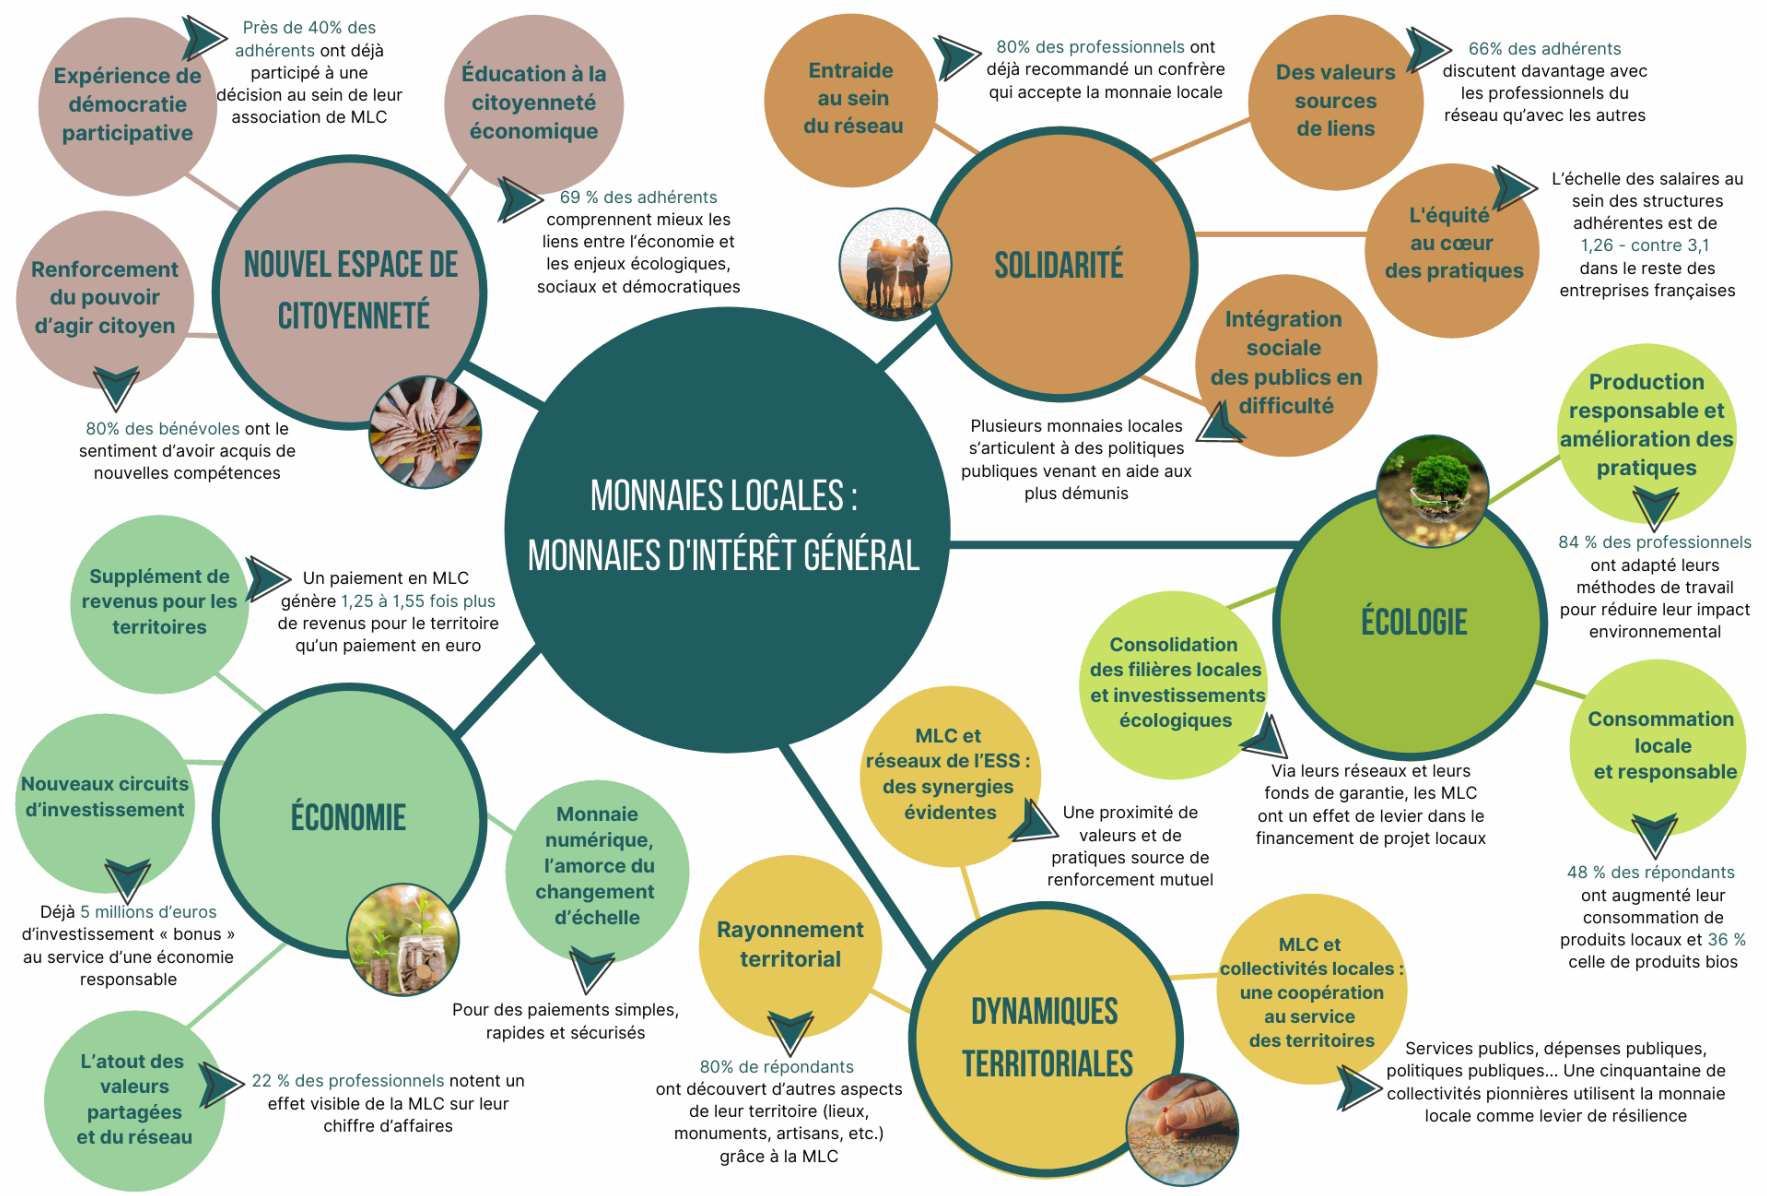 MONNAIES LOCALES :
MONNAIES D'INTÉRÊT GÉNÉRAL
NOUVEL ESPACE DE
CITOYENNETÉ
Expérience de
démocratie
participative
Près de 40% des
adhérents ont déjà
participé à une
décision au sein de leur
association de MLC
Éducation à la
citoyenneté
économique
69 % des adhérents
comprennent mieux les
liens entre l’économie et
les enjeux écologiques,
sociaux et démocratiques
Renforcement
du pouvoir
d’agir citoyen
80% des bénévoles ont le
sentiment d’avoir acquis de
nouvelles compétences
SOLIDARITÉ
Entraide
au sein
du réseau
80% des professionnels ont
déjà recommandé un confrère
qui accepte la monnaie locale
Des valeurs
sources
de liens
66% des adhérents
discutent davantage avec
les professionnels du
réseau qu’avec les autres
L'équité
au cœur
des pratiques
L’échelle des salaires au
sein des structures
adhérentes est de
1,26 - contre 3,1
dans le reste des
entreprises françaises
Intégration
sociale
des publics en
difficulté
Plusieurs monnaies locales
s’articulent à des politiques
publiques venant en aide aux
plus démunis
ÉCOLOGIE
Production
responsable et
amélioration des
pratiques
84 % des professionnels
ont adapté leurs
méthodes de travail
pour réduire leur impact
environnemental
Consolidation
des filières locales
et investissements
écologiques
Via leurs réseaux et leurs
fonds de garantie, les MLC
ont un effet de levier dans le
financement de projet locaux
Consommation
locale
et responsable
48 % des répondants
ont augmenté leur
consommation de
produits locaux et 36 %
celle de produits bios
ÉCONOMIE
Supplément de
revenus pour les
territoires
Un paiement en MLC
génère 1,25 à 1,55 fois plus
de revenus pour le territoire
qu’un paiement en euro
Nouveaux circuits
d’investissement
Déjà 5 millions d’euros
d’investissement « bonus »
au service d’une économie
responsable
Monnaie
numérique,
l’amorce du
changement
d’échelle
Pour des paiements simples,
rapides et sécurisés
L’atout des
valeurs
partagées
et du réseau
22 % des professionnels notent un
effet visible de la MLC sur leur
chiffre d’affaires
DYNAMIQUES
TERRITORIALES
MLC et
réseaux de l’ESS :
des synergies
évidentes
Une proximité de
valeurs et de
pratiques source de
renforcement mutuel
Rayonnement
territorial
80% de répondants
ont découvert d’autres aspects
de leur territoire (lieux,
monuments, artisans, etc.)
grâce à la MLC
MLC et
collectivités locales :
une coopération
au service
des territoires
Services publics, dépenses publiques,
politiques publiques... Une cinquantaine de
collectivités pionnières utilisent la monnaie
locale comme levier de résilience